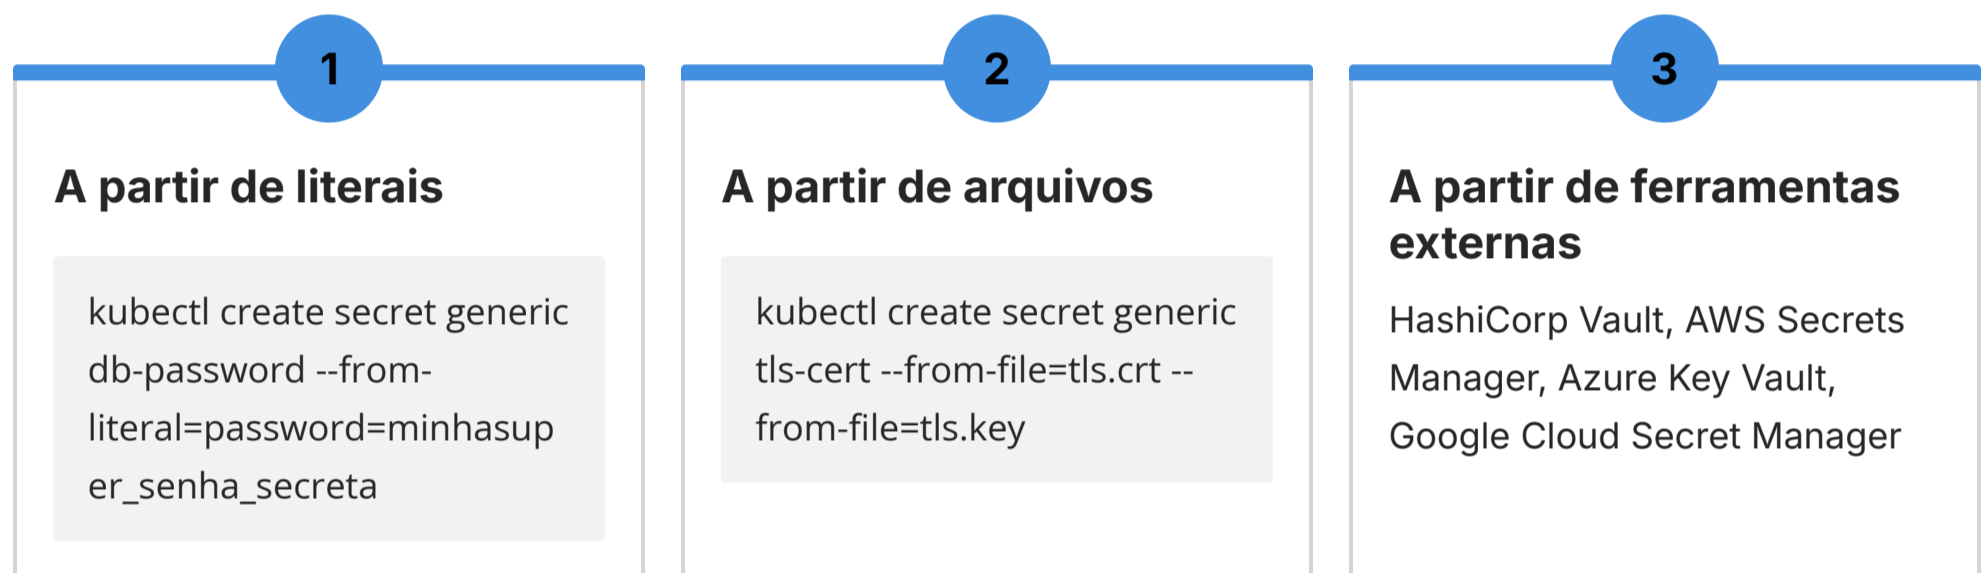 1
A partir de literais
kubectl create secret generic
db-password --from-
literal=password=minhasup
er_senha_secreta
2
A partir de arquivos
kubectl create secret generic
tls-cert --from-file=tls.crt --
from-file=tls.key
3
A partir de ferramentas
externas
HashiCorp Vault, AWS Secrets
Manager, Azure Key Vault,
Google Cloud Secret Manager